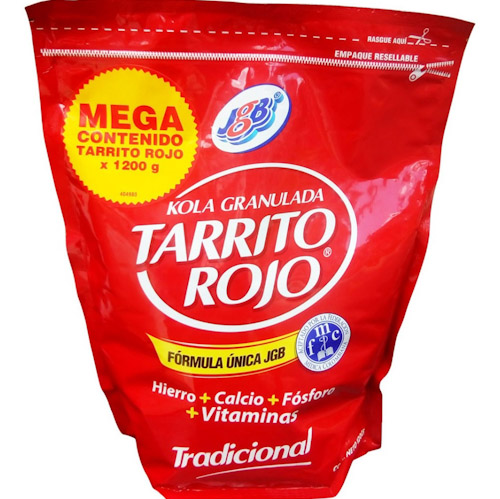 RASGUE AQUÍ
EMPAQUE RESELLABLE
MEGA
CONTENIDO
TARRITO ROJO
x 1200 g
JGB®
KOLA GRANULADA
TARRITO
ROJO®
FÓRMULA ÚNICA JGB
m
f c
Hierro + Calcio + Fósforo
+ Vitaminas
Tradicional